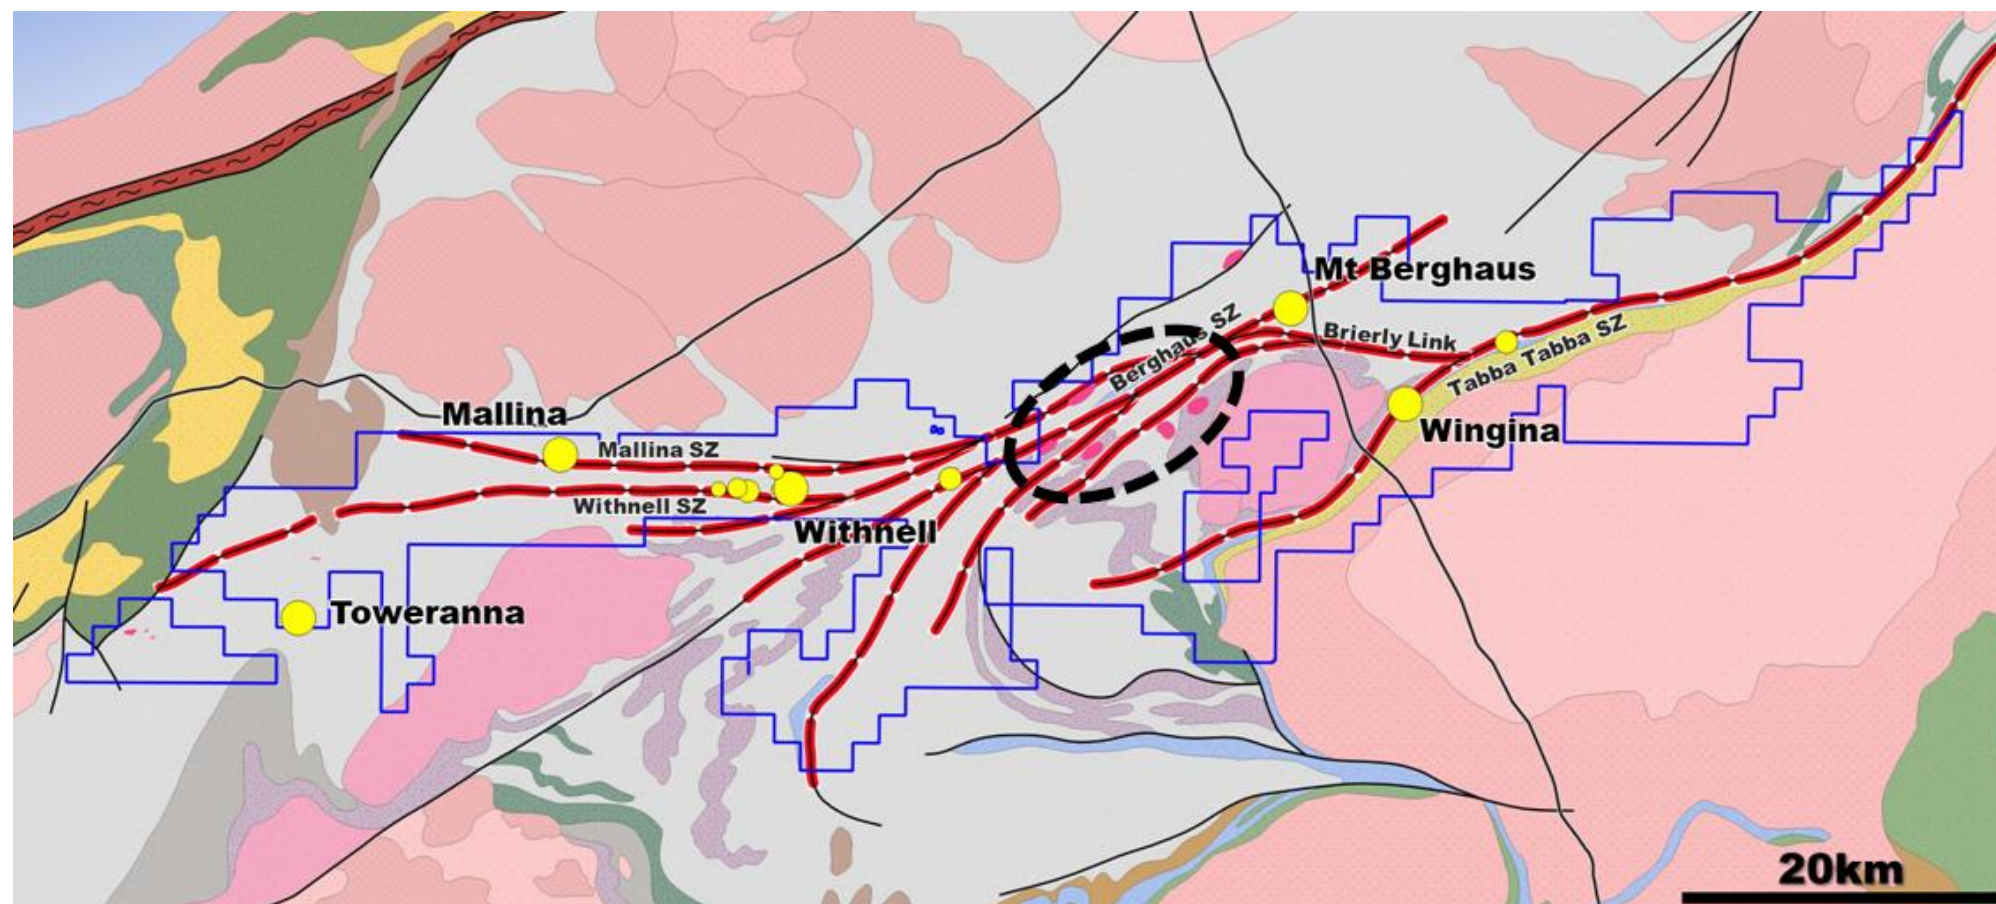 Mt Berghaus
Berghaus SZ
Brierly Link
Tabba Tabba SZ
Mallina
Mallina SZ
Wingina
Withnell SZ
Withnell
Toweranna
20km